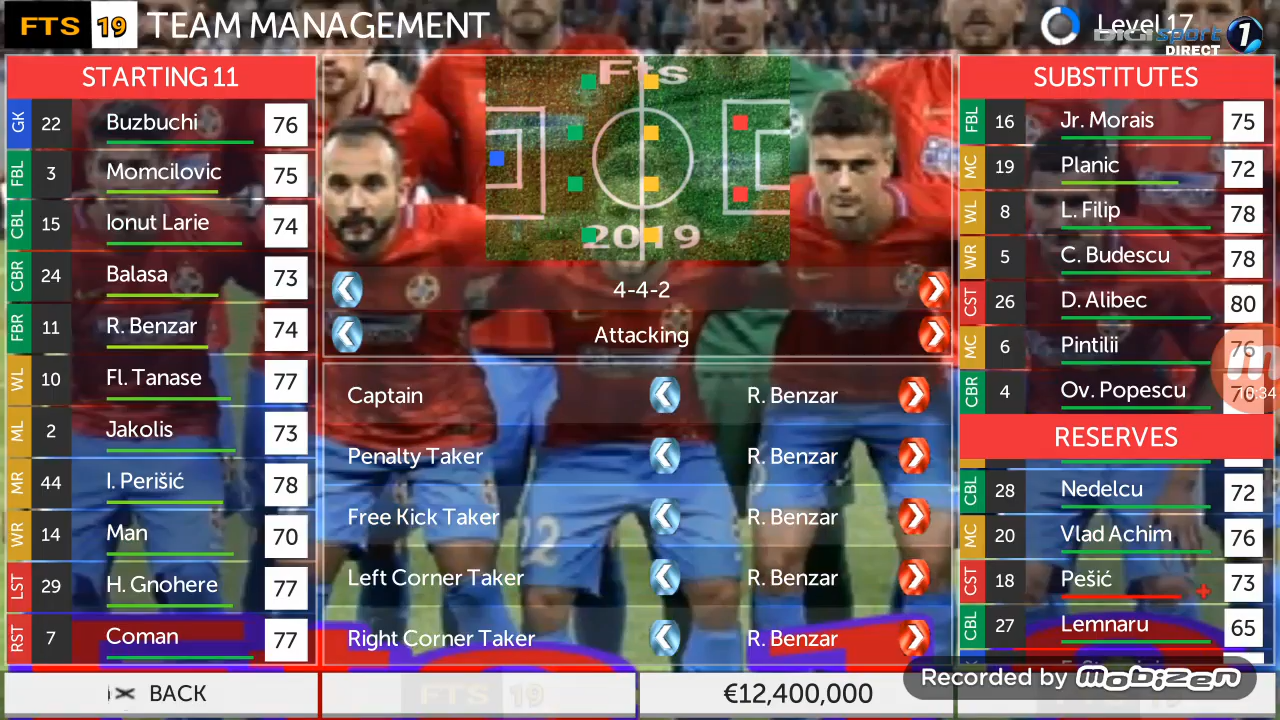 FTS 19 TEAM MANAGEMENT
Level 17
DIGISport 1
DIRECT
STARTING 11
GK 22 Buzbuchi 76
FBL 3 Momcilovic 75
CBL 15 Ionut Larie 74
CBR 24 Balasa 73
FBR 11 R. Benzar 74
WL 10 Fl. Tanase 77
ML 2 Jakolis 73
MR 44 I. Perišić 78
WR 14 Man 70
LST 29 H. Gnohere 77
RST 7 Coman 77
Fts
2019
4-4-2
Attacking
Captain R. Benzar
Penalty Taker R. Benzar
Free Kick Taker R. Benzar
Left Corner Taker R. Benzar
Right Corner Taker R. Benzar
SUBSTITUTES
FBL 16 Jr. Morais 75
MC 19 Planic 72
WL 8 L. Filip 78
WR 5 C. Budescu 78
CST 26 D. Alibec 80
MC 6 Pintilii 76
CBR 4 Ov. Popescu 70
0:34
RESERVES
CBL 28 Nedelcu 72
MC 20 Vlad Achim 76
CST 18 Pešić 73
CBL 27 Lemnaru 65
BACK
FTS 19
€12,400,000
Recorded by Mobizen